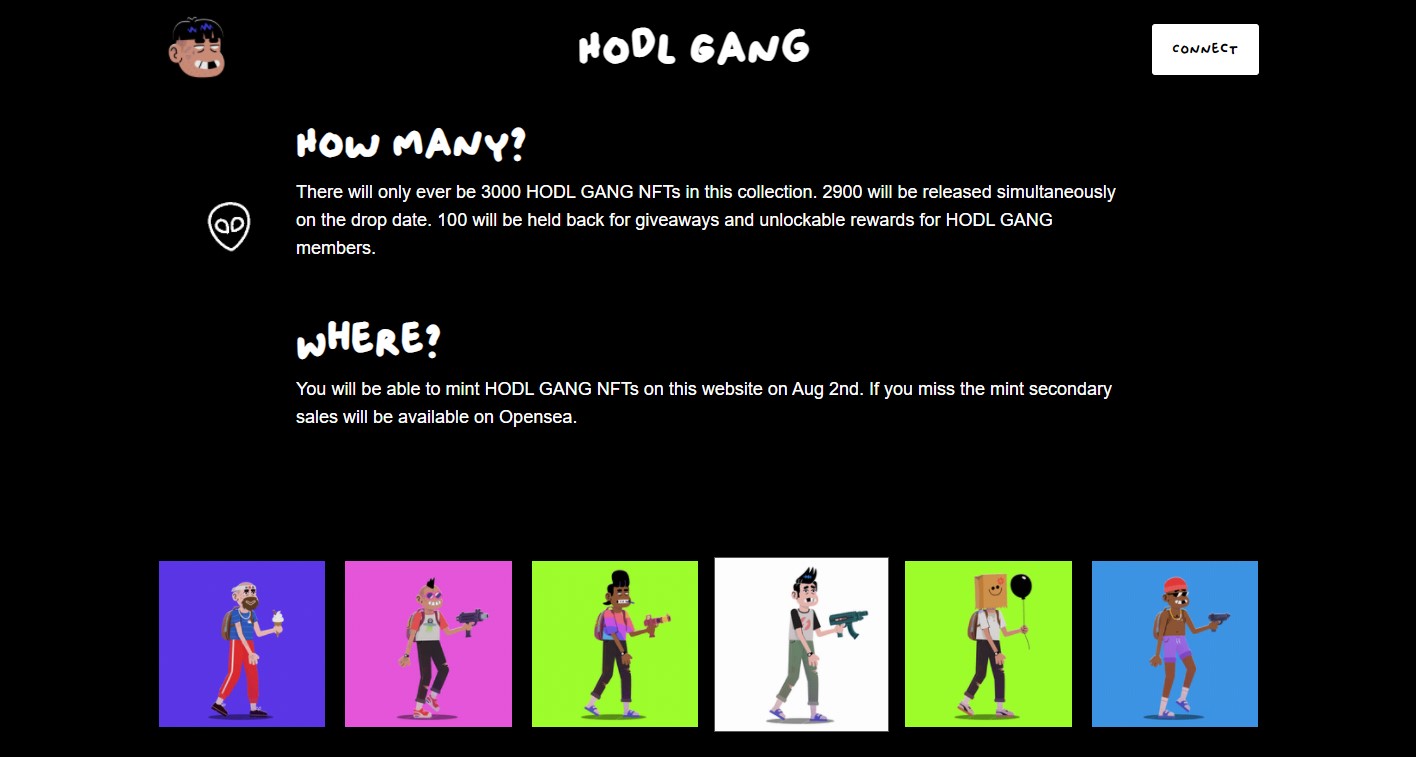 HODL GANG
CONNECT
HOW MANY?
There will only ever be 3000 HODL GANG NFTs in this collection. 2900 will be released simultaneously
on the drop date. 100 will be held back for giveaways and unlockable rewards for HODL GANG
members.
WHERE?
You will be able to mint HODL GANG NFTs on this website on Aug 2nd. If you miss the mint secondary
sales will be available on Opensea.